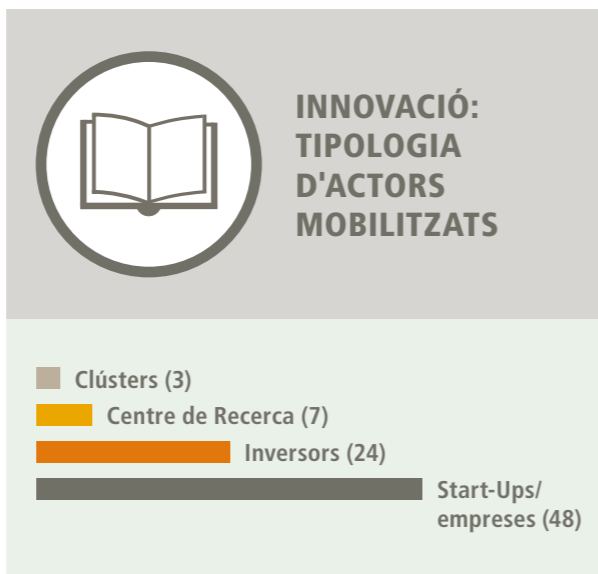 INNOVACIÓ:
TIPOLOGIA
D'ACTORS
MOBILITZATS
Clústers (3)
Centre de Recerca (7)
Inversors (24)
Start-Ups/
empreses (48)